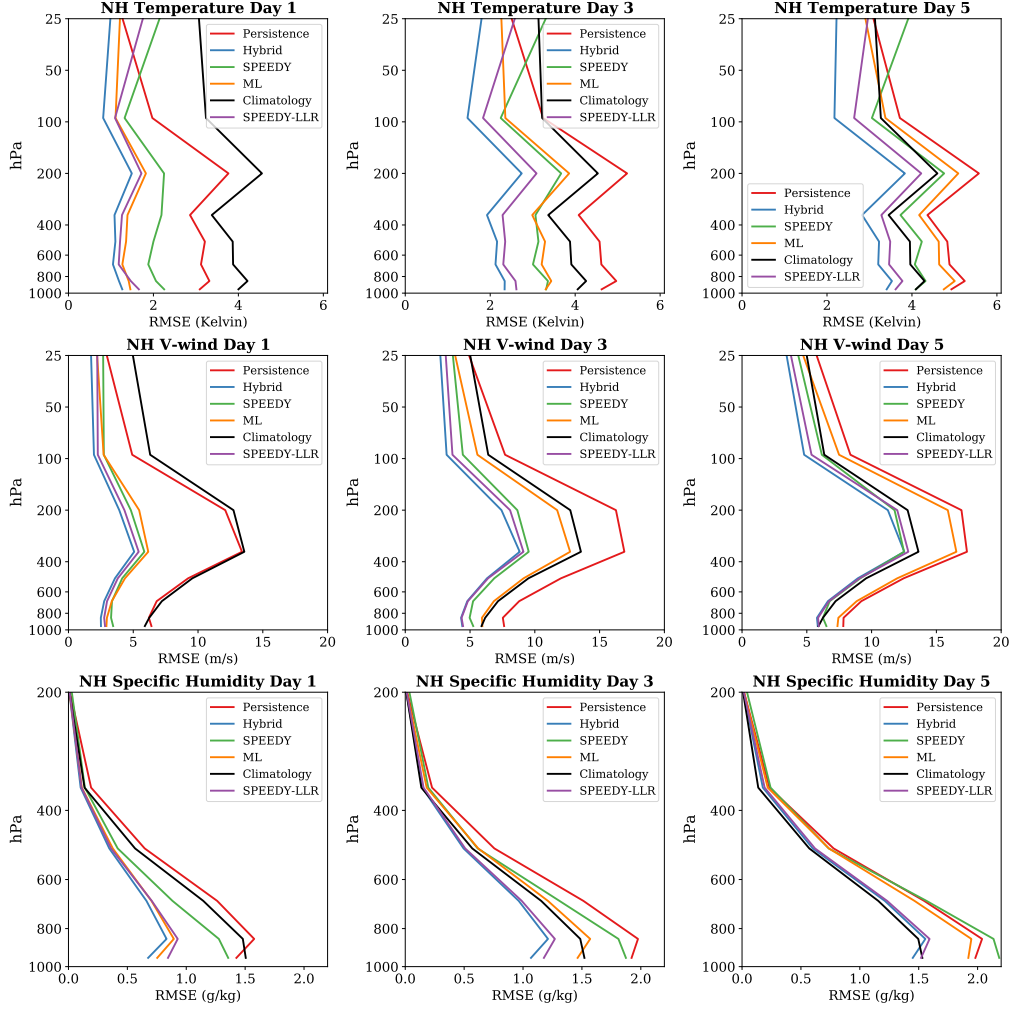 NH Temperature Day 1
25
50
100
200
400
600
800
1000
hPa
0
2
4
6
RMSE (Kelvin)
Persistence
Hybrid
SPEEDY
ML
Climatology
SPEEDY-LLR
NH Temperature Day 3
25
50
100
200
400
600
800
1000
hPa
0
2
4
6
RMSE (Kelvin)
Persistence
Hybrid
SPEEDY
ML
Climatology
SPEEDY-LLR
NH Temperature Day 5
25
50
100
200
400
600
800
1000
hPa
0
2
4
6
RMSE (Kelvin)
Persistence
Hybrid
SPEEDY
ML
Climatology
SPEEDY-LLR
NH V-wind Day 1
25
50
100
200
400
600
800
1000
hPa
0
5
10
15
20
RMSE (m/s)
Persistence
Hybrid
SPEEDY
ML
Climatology
SPEEDY-LLR
NH V-wind Day 3
25
50
100
200
400
600
800
1000
hPa
0
5
10
15
20
RMSE (m/s)
Persistence
Hybrid
SPEEDY
ML
Climatology
SPEEDY-LLR
NH V-wind Day 5
25
50
100
200
400
600
800
1000
hPa
0
5
10
15
20
RMSE (m/s)
Persistence
Hybrid
SPEEDY
ML
Climatology
SPEEDY-LLR
NH Specific Humidity Day 1
200
400
600
800
1000
hPa
0.0
0.5
1.0
1.5
2.0
RMSE (g/kg)
Persistence
Hybrid
SPEEDY
ML
Climatology
SPEEDY-LLR
NH Specific Humidity Day 3
200
400
600
800
1000
hPa
0.0
0.5
1.0
1.5
2.0
RMSE (g/kg)
Persistence
Hybrid
SPEEDY
ML
Climatology
SPEEDY-LLR
NH Specific Humidity Day 5
200
400
600
800
1000
hPa
0.0
0.5
1.0
1.5
2.0
RMSE (g/kg)
Persistence
Hybrid
SPEEDY
ML
Climatology
SPEEDY-LLR